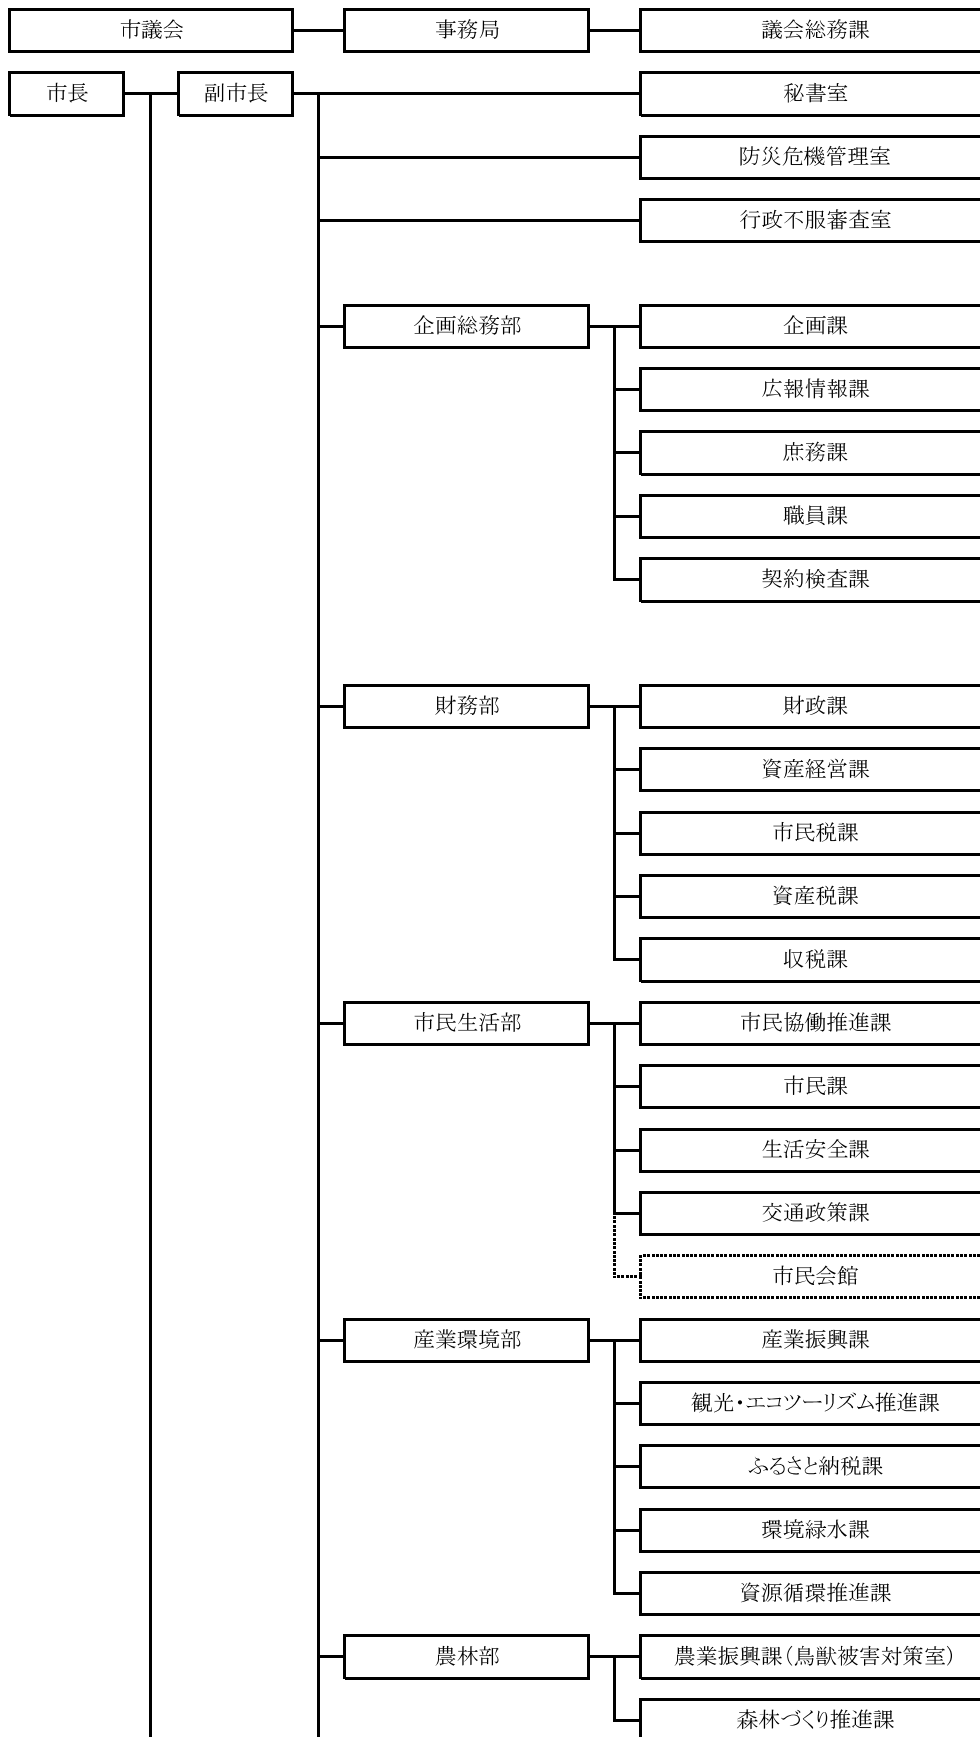 市議会 事務局 議会総務課
市長 副市長 秘書室
防災危機管理室
行政不服審査室
企画総務部 企画課
広報情報課
庶務課
職員課
契約検査課
財務部 財政課
資産経営課
市民税課
資産税課
収税課
市民生活部 市民協働推進課
市民課
生活安全課
交通政策課
市民会館
産業環境部 産業振興課
観光・エコツーリズム推進課
ふるさと納税課
環境緑水課
資源循環推進課
農林部 農業振興課（鳥獣被害対策室）
森林づくり推進課